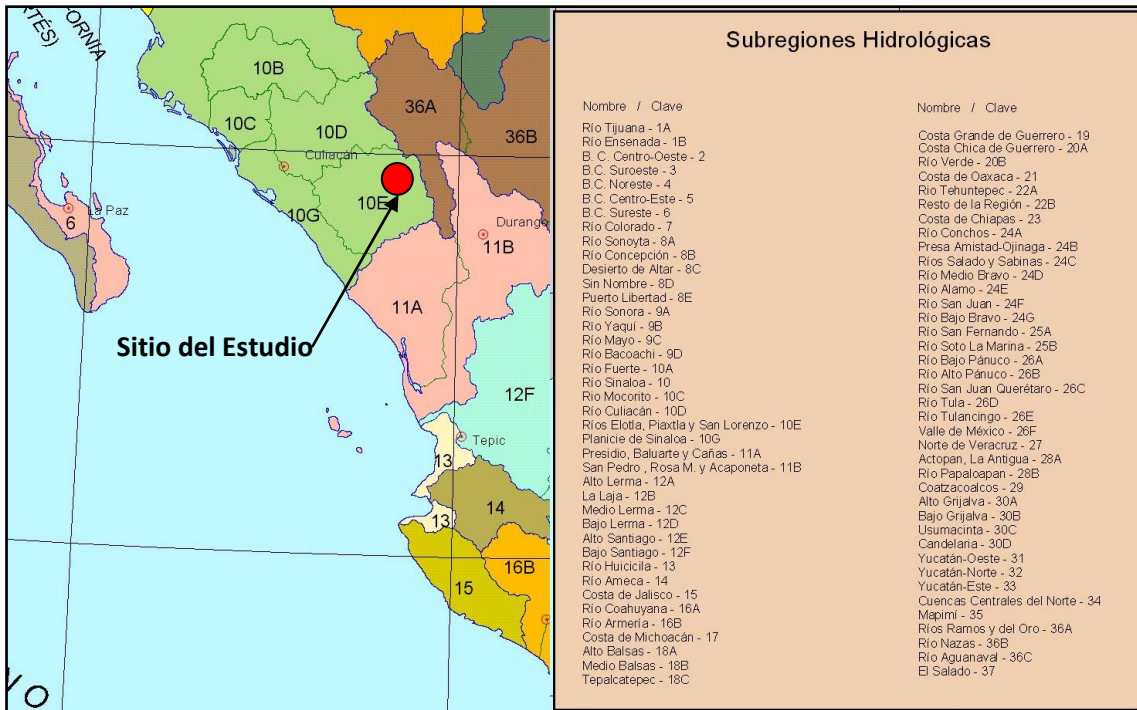 ORNÍA
RTÉS)
10B
36A
10C
10D
36B
Culiacán
10E
10G
La Paz
6
Durango
11B
11A
Sitio del Estudio
12F
Tepic
13
14
13
16B
15
VO
Subregiones Hidrológicas
Nombre / Clave
Río Tijuana - 1A
Rio Ensenada - 1B
B. C. Centro-Oeste - 2
B.C. Suroeste - 3
B.C. Noreste - 4
B.C. Centro-Este - 5
B.C. Sureste - 6
Río Colorado - 7
Río Sonoyta - 8A
Río Concepción - 8B
Desierto de Altar - 8C
Sin Nombre - 8D
Puerto Libertad - 8E
Río Sonora - 9A
Río Yaquí - 9B
Río Mayo - 9C
Río Bacoachi - 9D
Río Fuerte - 10A
Río Sinaloa - 10
Rio Mocorito - 10C
Río Culiacán - 10D
Ríos Elotla, Piaxtla y San Lorenzo - 10E
Planicie de Sinaloa - 10G
Presidio, Baluarte y Cañas - 11A
San Pedro , Rosa M. y Acaponeta - 11B
Alto Lerma - 12A
La Laja - 12B
Medio Lerma - 12C
Bajo Lerma - 12D
Alto Santiago - 12E
Bajo Santiago - 12F
Río Huicicila - 13
Río Ameca - 14
Costa de Jalisco - 15
Río Coahuyana - 16A
Río Armería - 16B
Costa de Michoacán - 17
Alto Balsas - 18A
Medio Balsas - 18B
Tepalcatepec - 18C
Nombre / Clave
Costa Grande de Guerrero - 19
Costa Chica de Guerrero - 20A
Río Verde - 20B
Costa de Oaxaca - 21
Rio Tehuntepec - 22A
Resto de la Región - 22B
Costa de Chiapas - 23
Río Conchos - 24A
Presa Amistad-Ojinaga - 24B
Ríos Salado y Sabinas - 24C
Río Medio Bravo - 24D
Río Alamo - 24E
Río San Juan - 24F
Río Bajo Bravo - 24G
Río San Fernando - 25A
Río Soto La Marina - 25B
Río Bajo Pánuco - 26A
Río Alto Pánuco - 26B
Río San Juan Querétaro - 26C
Río Tula - 26D
Río Tulancingo - 26E
Valle de México - 26F
Norte de Veracruz - 27
Actopan, La Antigua - 28A
Río Papaloapan - 28B
Coatzacoalcos - 29
Alto Grijalva - 30A
Bajo Grijalva - 30B
Usumacinta - 30C
Candelaria - 30D
Yucatán-Oeste - 31
Yucatán-Norte - 32
Yucatán-Este - 33
Cuencas Centrales del Norte - 34
Mapimí - 35
Ríos Ramos y del Oro - 36A
Río Nazas - 36B
Río Aguanaval - 36C
El Salado - 37